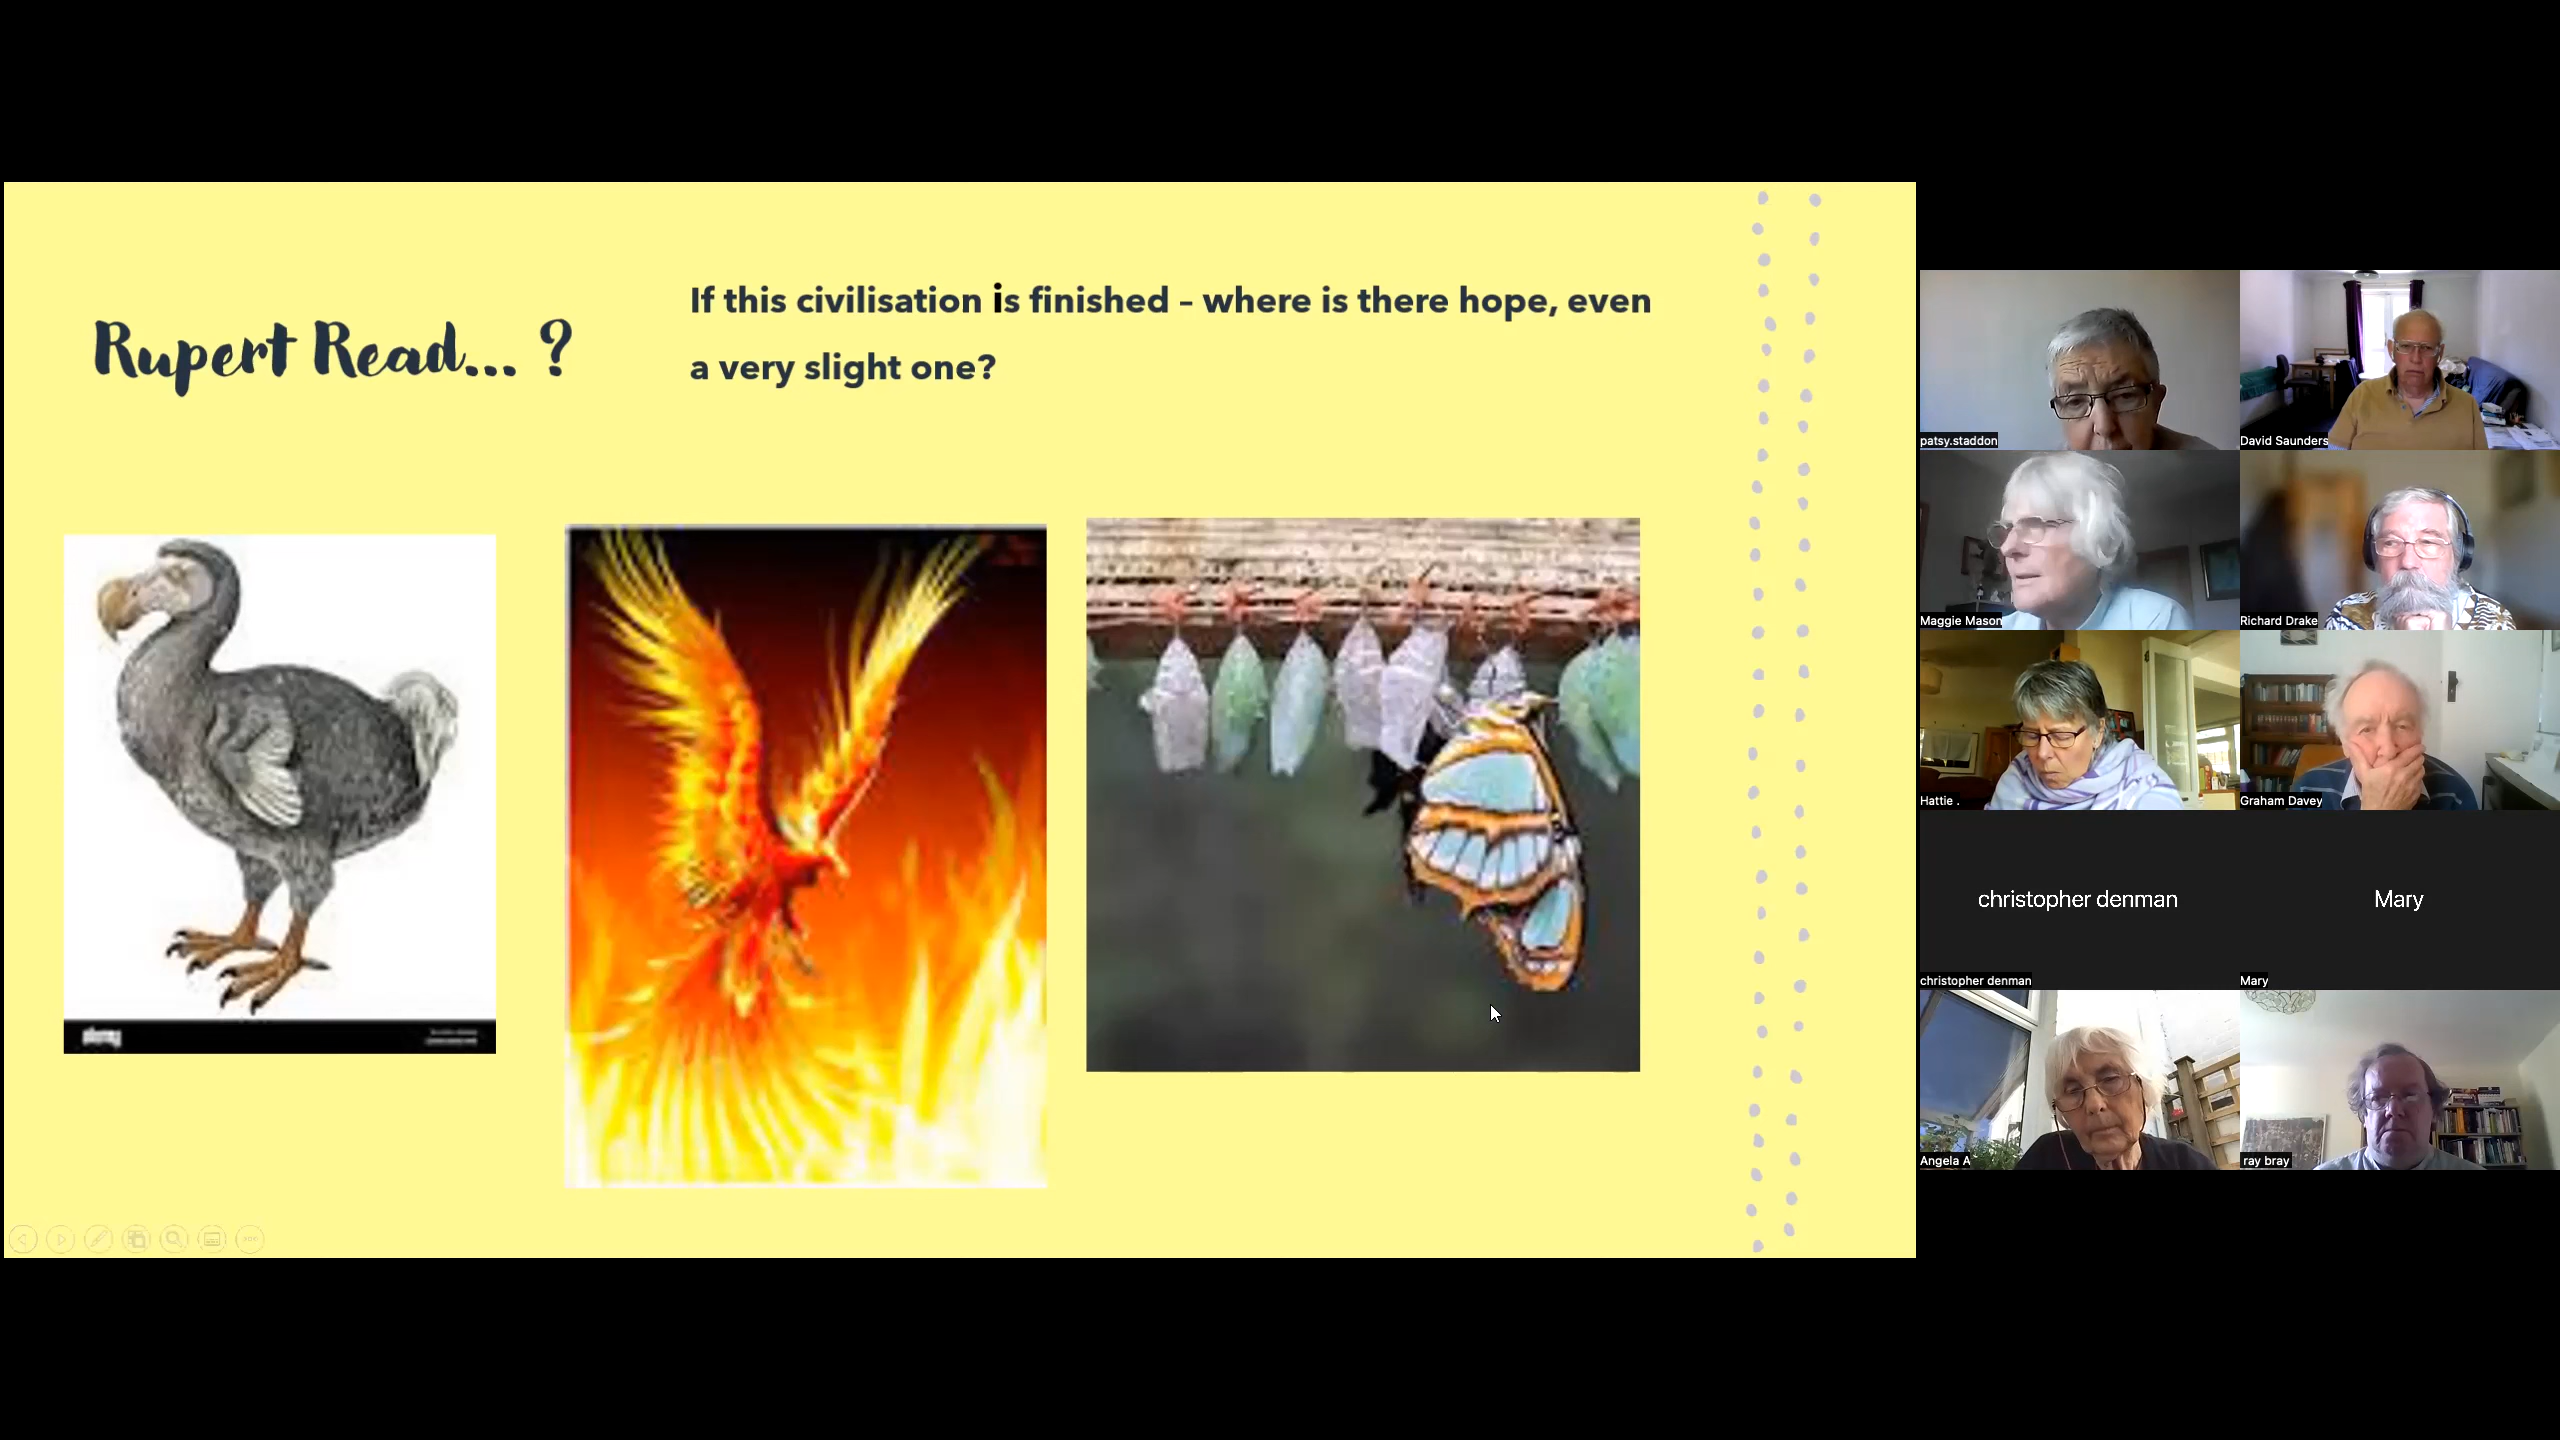 Rupert Read... ?
If this civilisation is finished – where is there hope, even
a very slight one?
patsy.staddon
David Saunders
Maggie Mason
Richard Drake
Hattie .
Graham Davey
christopher denman
Mary
christopher denman
Mary
Angela A
ray bray